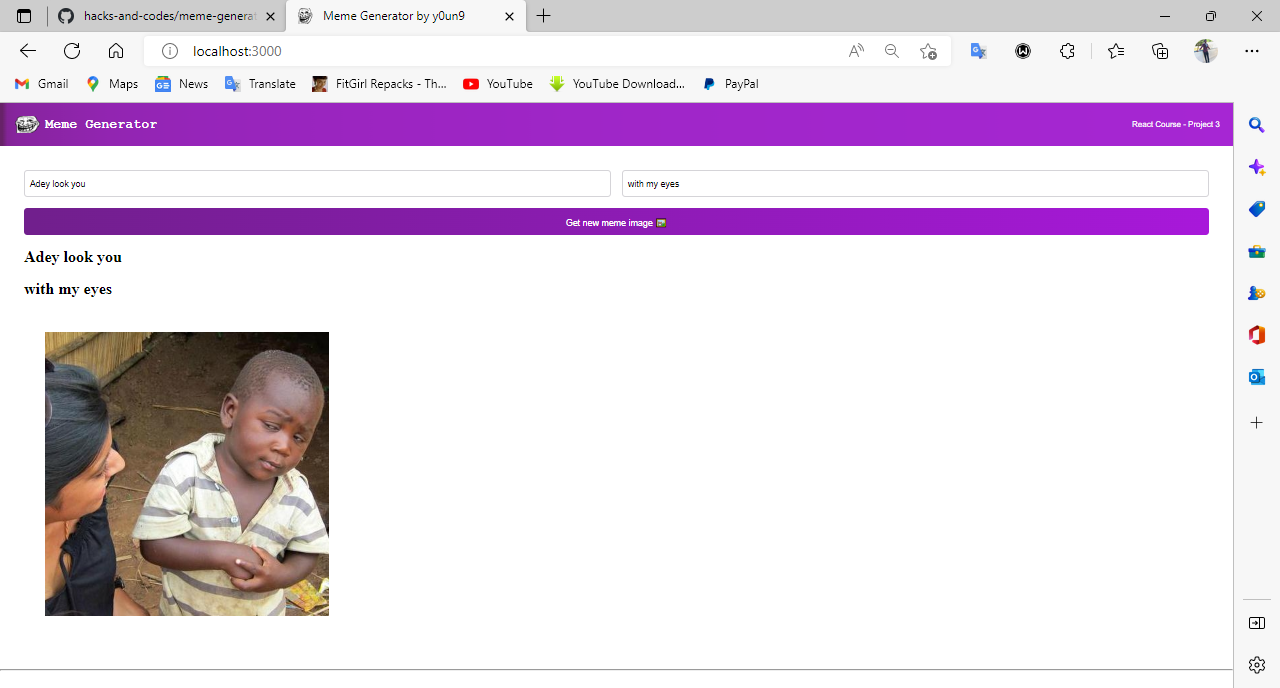 hacks-and-codes/meme-generat
Meme Generator by y0un9
localhost:3000
Gmail
Maps
News
Translate
FitGirl Repacks - Th...
YouTube
YouTube Download...
PayPal
Meme Generator
React Course - Project 3
Adey look you
with my eyes
Get new meme image
Adey look you
with my eyes